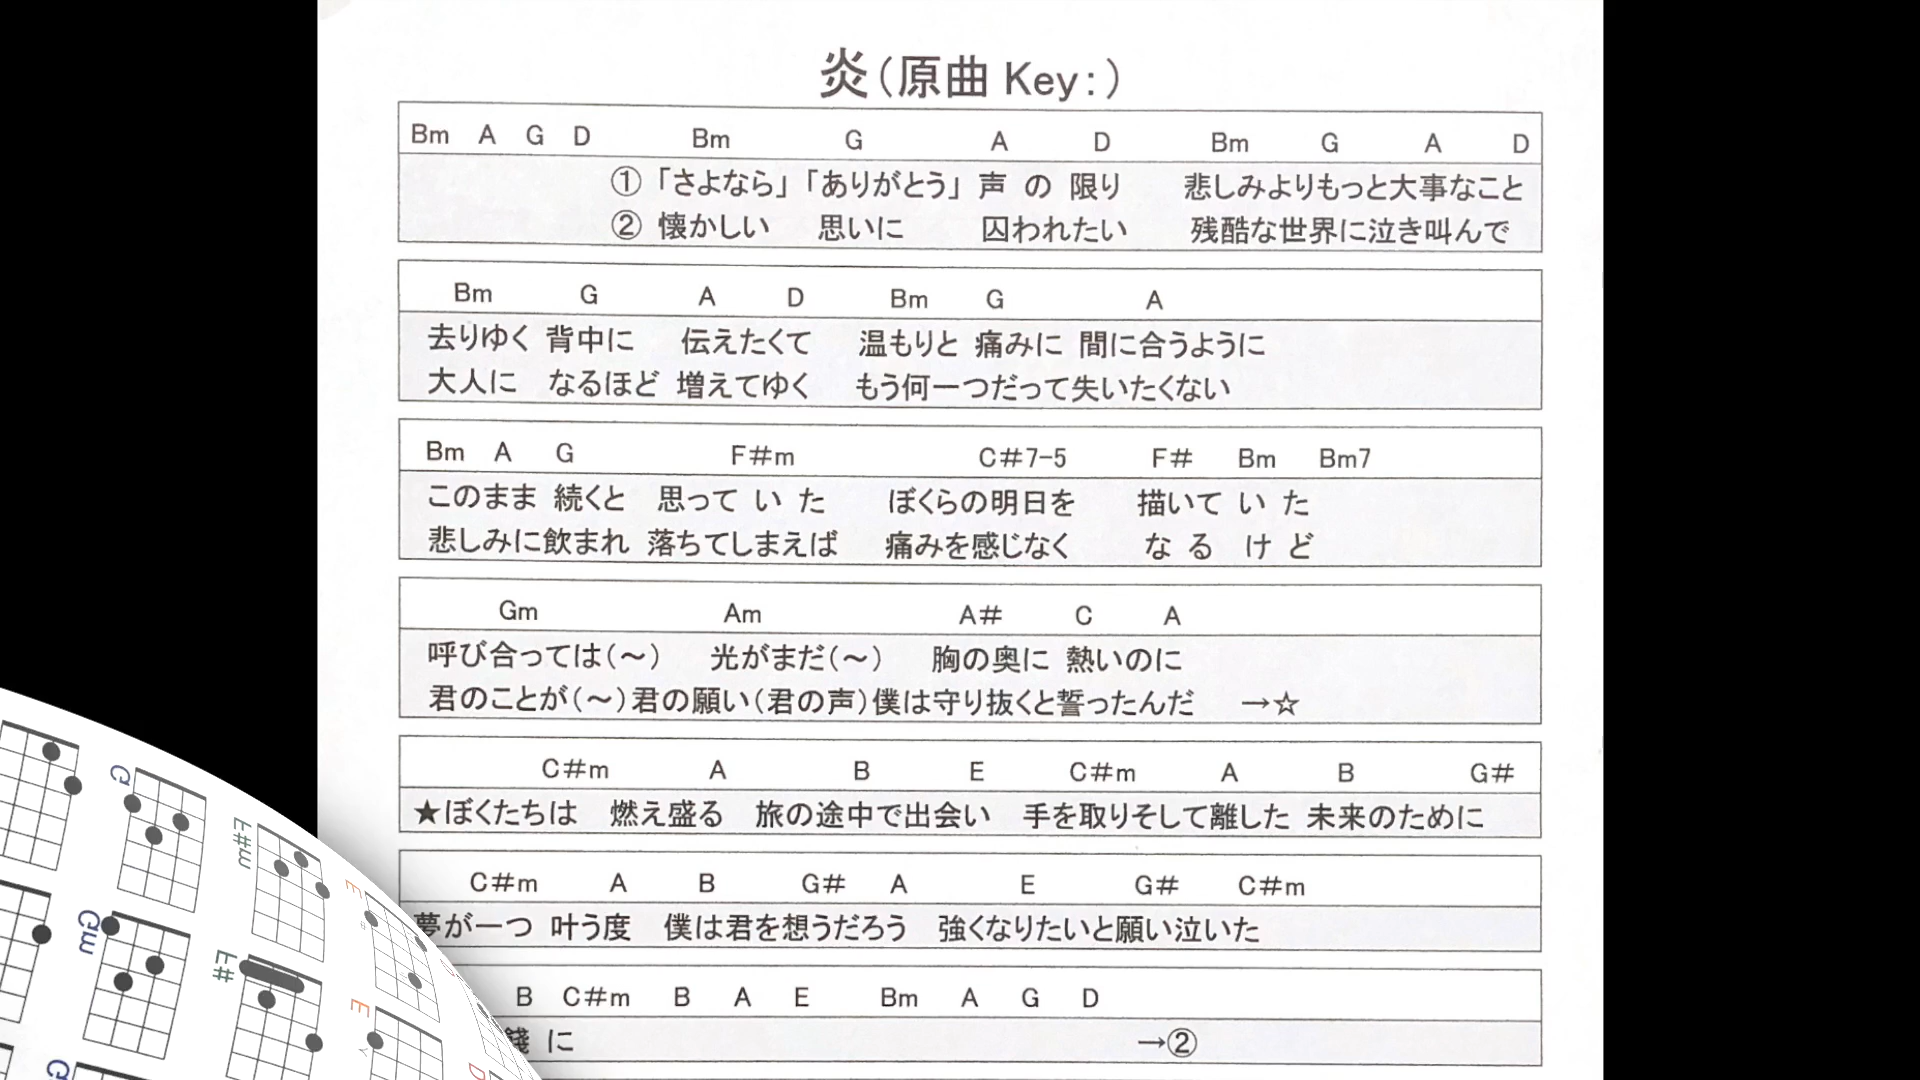 炎（原曲 Key：）
Bm A G D Bm G A D Bm G A D
①「さよなら」「ありがとう」声 の 限り 悲しみよりもっと大事なこと
② 懐かしい 思いに 囚われたい 残酷な世界に泣き叫んで
Bm G A D Bm G A
去りゆく 背中に 伝えたくて 温もりと 痛みに 間に合うように
大人に なるほど 増えてゆく もう何一つだって失いたくない
Bm A G F#m C#7-5 F# Bm Bm7
このまま 続くと 思って い た ぼくらの明日を 描いて い た
悲しみに飲まれ 落ちてしまえば 痛みを感じなく な る け ど
Gm Am A# C A
呼び合っては（～） 光がまだ（～） 胸の奥に 熱いのに
君のことが（～）君の願い（君の声）僕は守り抜くと誓ったんだ →☆
C#m A B E C#m A B G#
★ぼくたちは 燃え盛る 旅の途中で出会い 手を取りそして離した 未来のために
C#m A B G# A E G# C#m
夢が一つ 叶う度 僕は君を想うだろう 強くなりたいと願い泣いた
B C#m B A E Bm A G D
に →②
G
F#m
E
Gm
F#
E
G
D